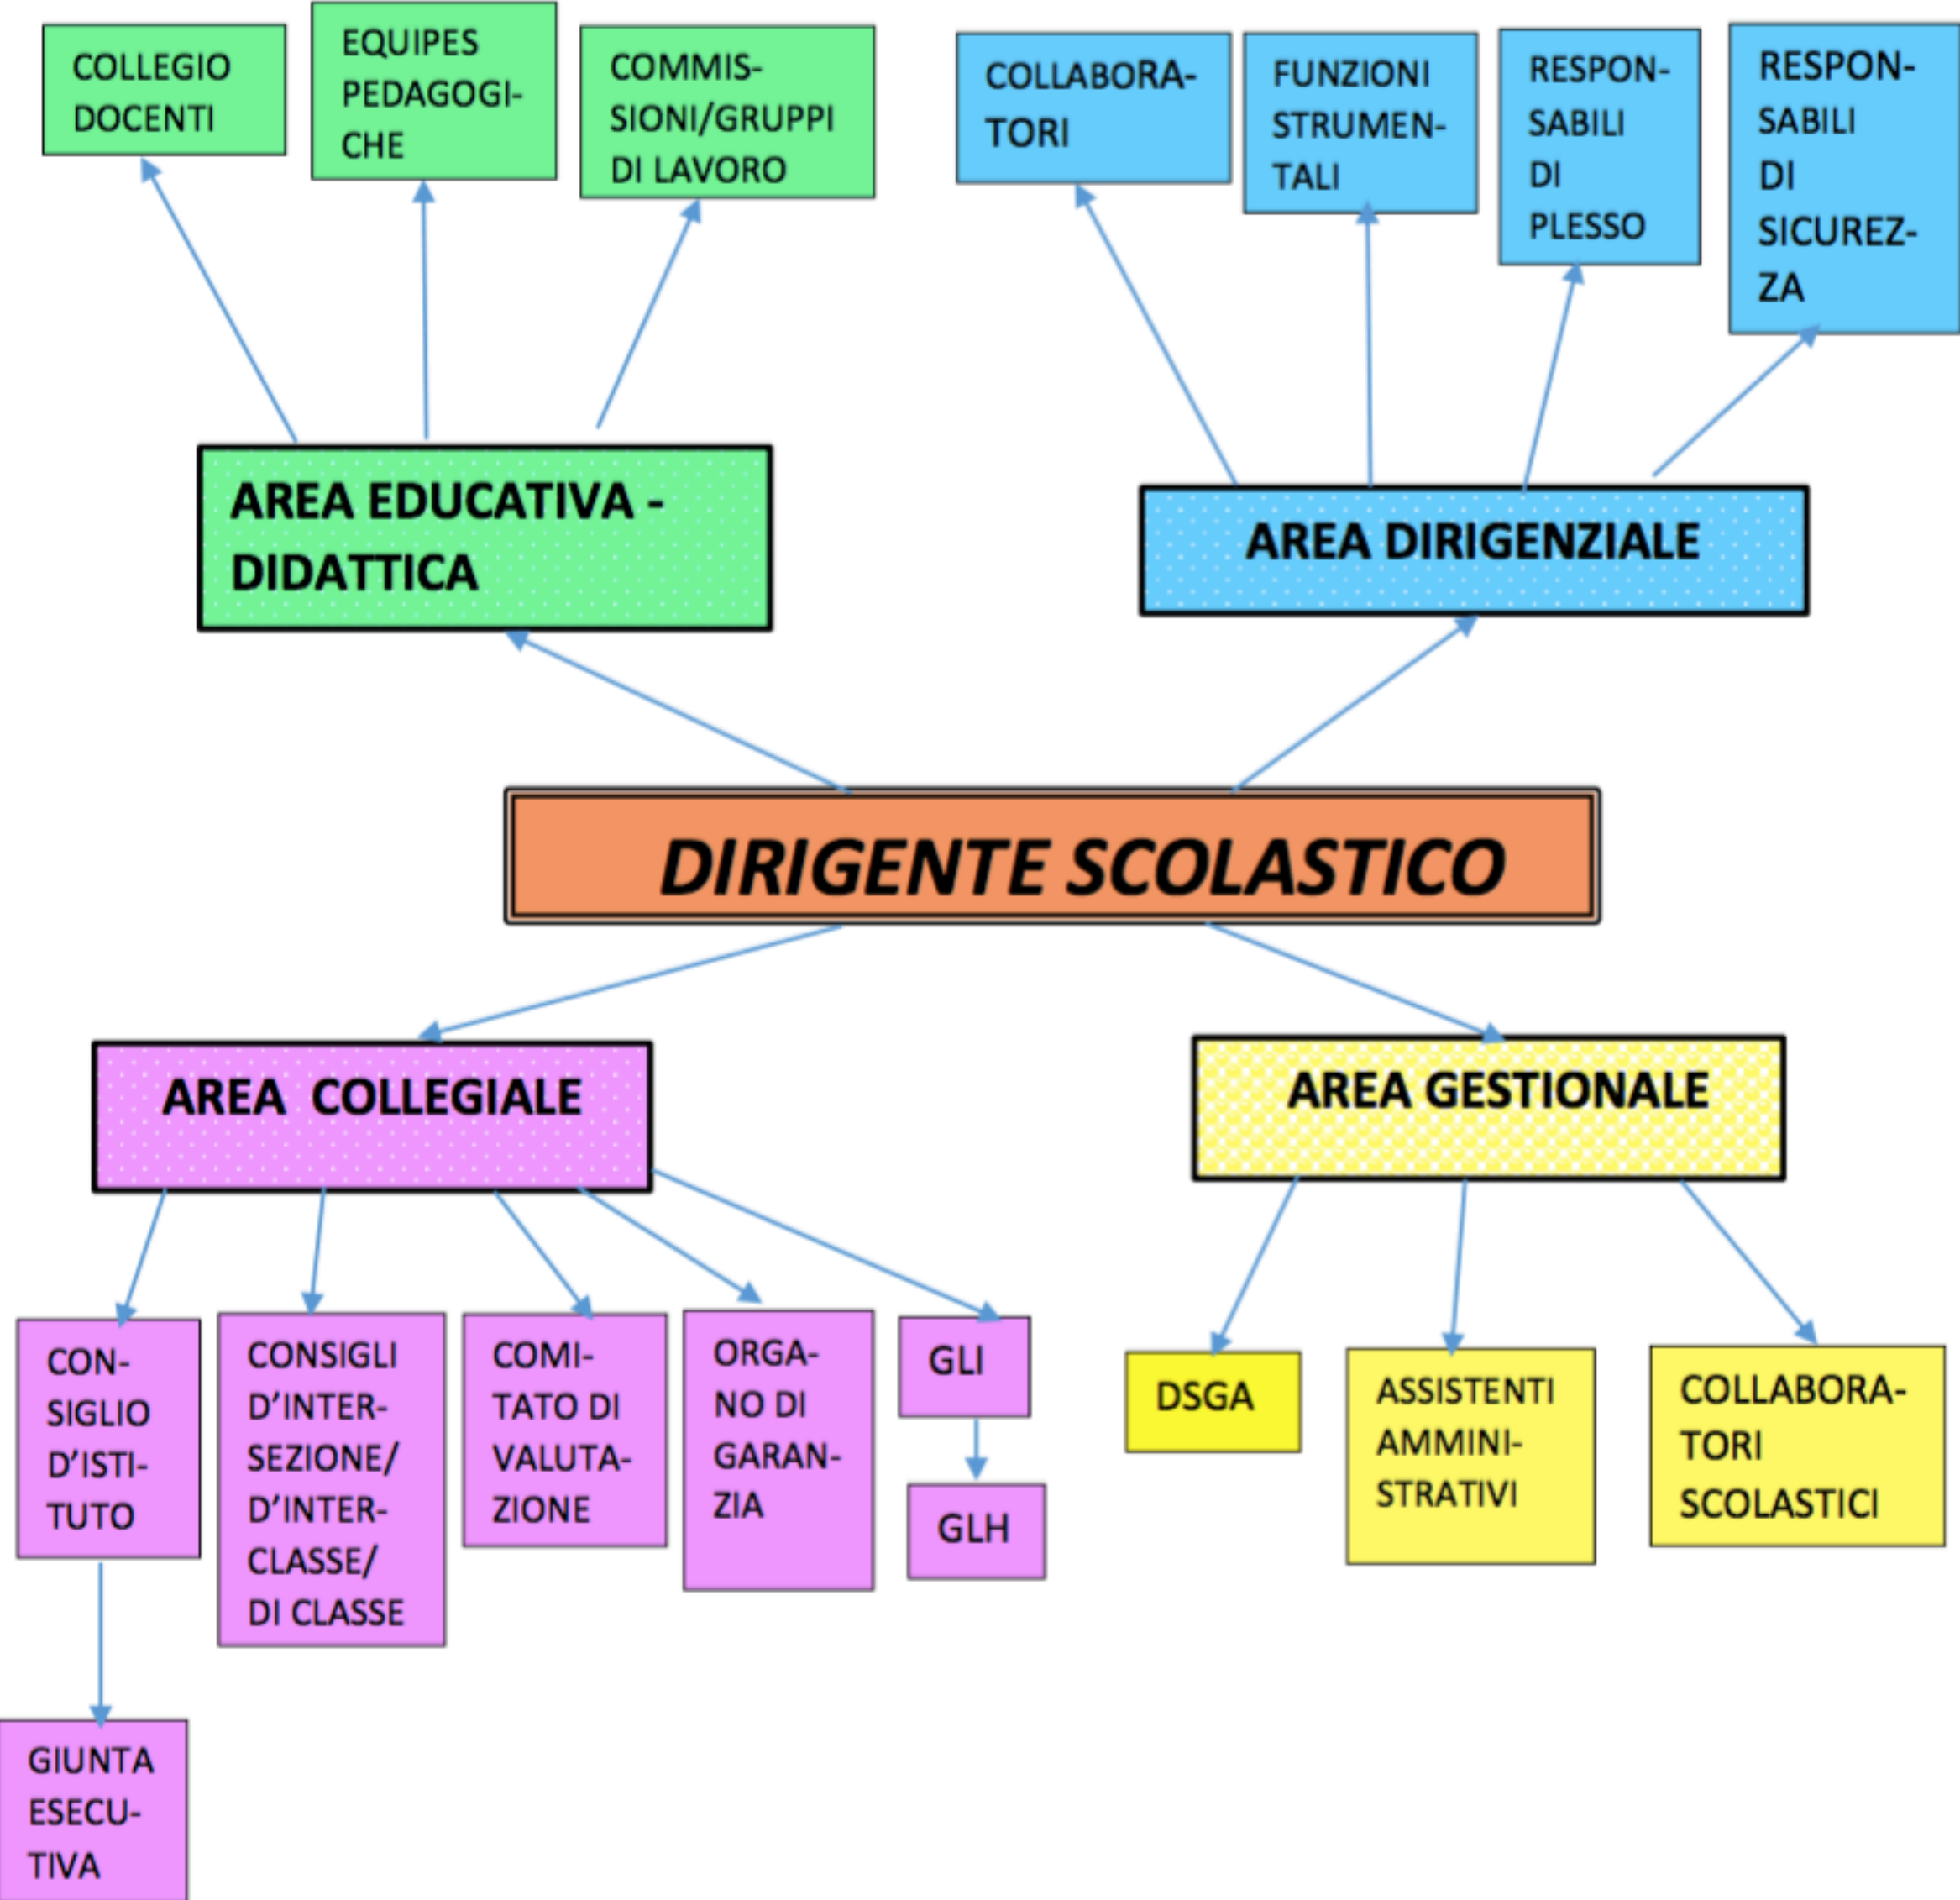 COLLEGIO
DOCENTI
EQUIPES
PEDAGOGI-
CHE
COMMIS-
SIONI/GRUPPI
DI LAVORO
COLLABORA-
TORI
FUNZIONI
STRUMEN-
TALI
RESPON-
SABILI
DI
PLESSO
RESPON-
SABILI
DI
SICUREZ-
ZA
AREA EDUCATIVA -
DIDATTICA
AREA DIRIGENZIALE
DIRIGENTE SCOLASTICO
AREA COLLEGIALE
AREA GESTIONALE
CON-
SIGLIO
D’ISTI-
TUTO
CONSIGLI
D’INTER-
SEZIONE/
D’INTER-
CLASSE/
DI CLASSE
COMI-
TATO DI
VALUTA-
ZIONE
ORGA-
NO DI
GARAN-
ZIA
GLI
GLH
DSGA
ASSISTENTI
AMMINI-
STRATIVI
COLLABORA-
TORI
SCOLASTICI
GIUNTA
ESECU-
TIVA